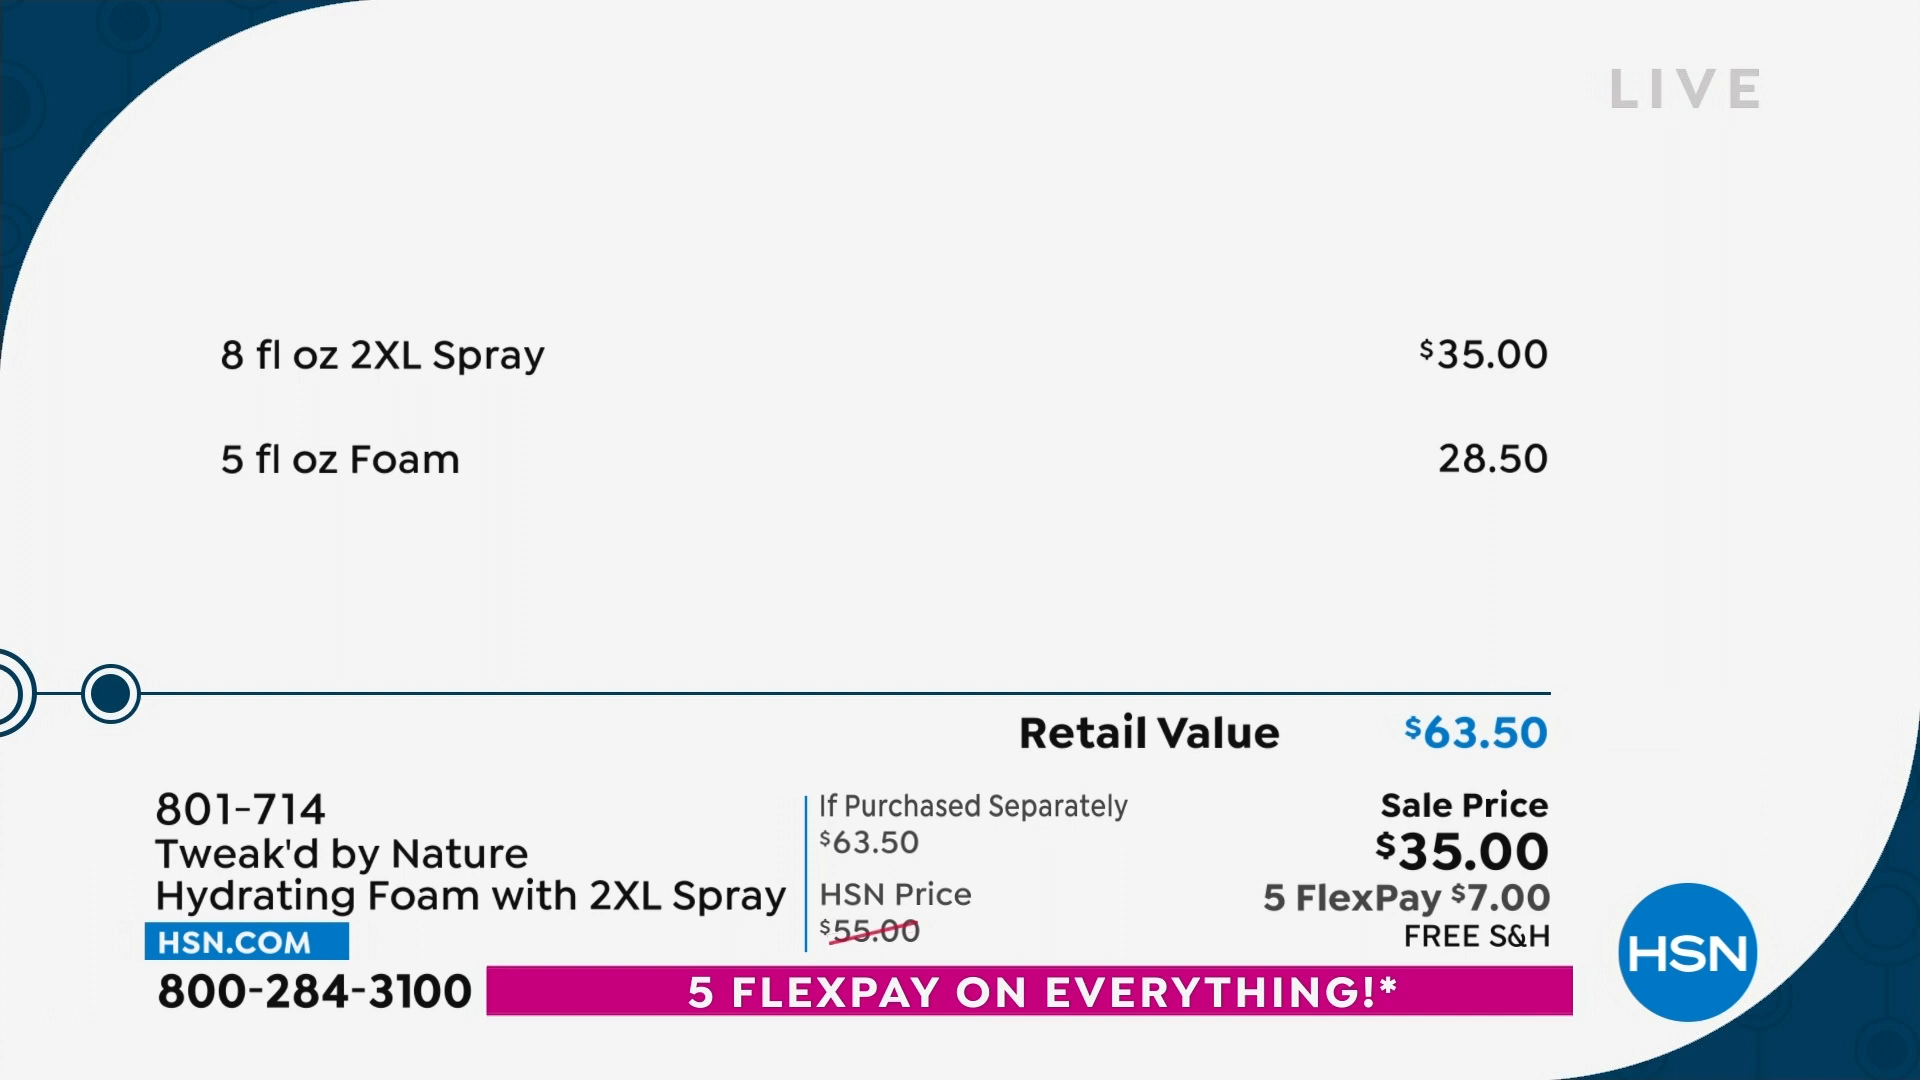 LIVE
8 fl oz 2XL Spray $35.00
5 fl oz Foam 28.50
Retail Value $63.50
801-714
Tweak'd by Nature
Hydrating Foam with 2XL Spray
HSN.COM
800-284-3100
If Purchased Separately
$63.50
HSN Price
$55.00
Sale Price
$35.00
5 FlexPay $7.00
FREE S&H
5 FLEXPAY ON EVERYTHING!*
HSN